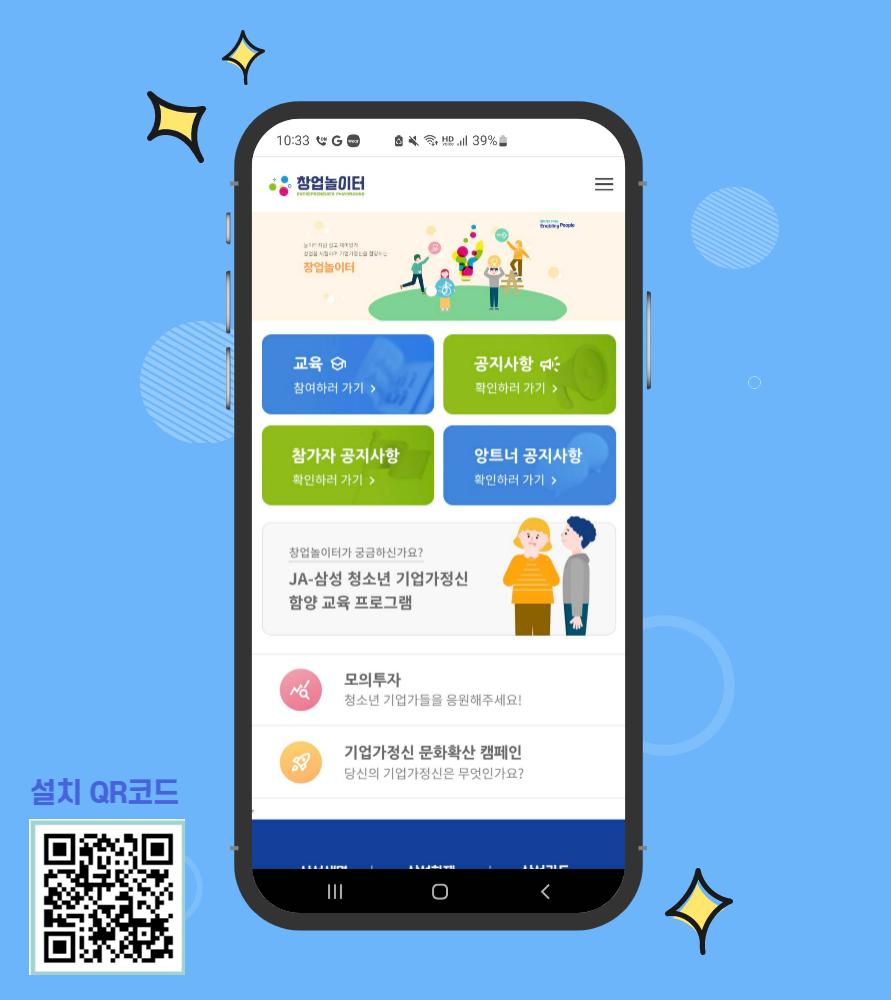 10:33
HD
39%
창업놀이터
ENTREPRENEURS PLAYGROUND
Enabling People
창업놀이터
교육
참여하러 가기 >
공지사항
확인하러 가기 >
참가자 공지사항
확인하러 가기 >
앙트너 공지사항
확인하러 가기 >
창업놀이터가 궁금하신가요?
JA-삼성 청소년 기업가정신
함양 교육 프로그램
모의투자
청소년 기업가들을 응원해주세요!
기업가정신 문화확산 캠페인
당신의 기업가정신은 무엇인가요?
설치 QR코드